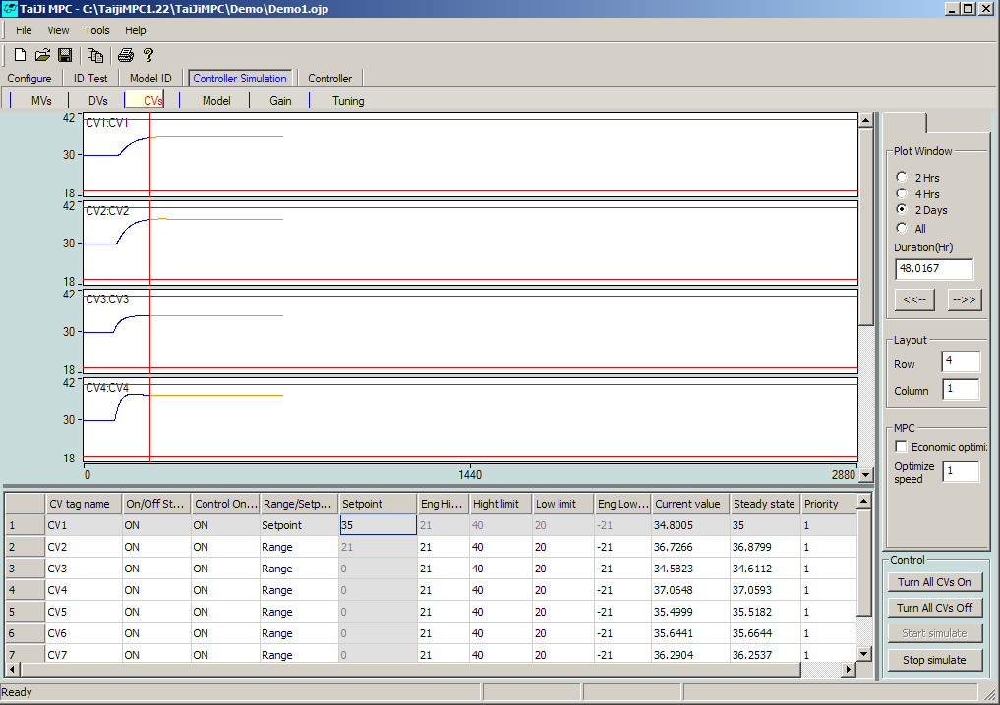 TaiJi MPC - C:\TaijiMPC1.22\TaiJiMPC\Demo\Demo1.ojp
File View Tools Help
Configure ID Test Model ID Controller Simulation Controller
MVs DVs CVs Model Gain Tuning
42 CV1:CV1
30
18
42 CV2:CV2
30
18
42 CV3:CV3
30
18
42 CV4:CV4
30
18
0 1440 2880
Plot Window
2 Hrs
4 Hrs
2 Days
All
Duration(Hr)
48.0167
<<-- -->>
Layout
Row 4
Column 1
MPC
Economic optimi
Optimize speed 1
CV tag name On/Off St... Control On... Range/Setp... Setpoint Eng Hi... Hight limit Low limit Eng Low... Current value Steady state Priority
1 CV1 ON ON Setpoint 35 21 40 20 -21 34.8005 35 1
2 CV2 ON ON Range 21 21 40 20 -21 36.7266 36.8799 1
3 CV3 ON ON Range 0 21 40 20 -21 34.5823 34.6112 1
4 CV4 ON ON Range 0 21 40 20 -21 37.0648 37.0593 1
5 CV5 ON ON Range 0 21 40 20 -21 35.4999 35.5182 1
6 CV6 ON ON Range 0 21 40 20 -21 35.6441 35.6644 1
7 CV7 ON ON Range 0 21 40 20 -21 36.2904 36.2537 1
Control
Turn All CVs On
Turn All CVs Off
Start simulate
Stop simulate
Ready